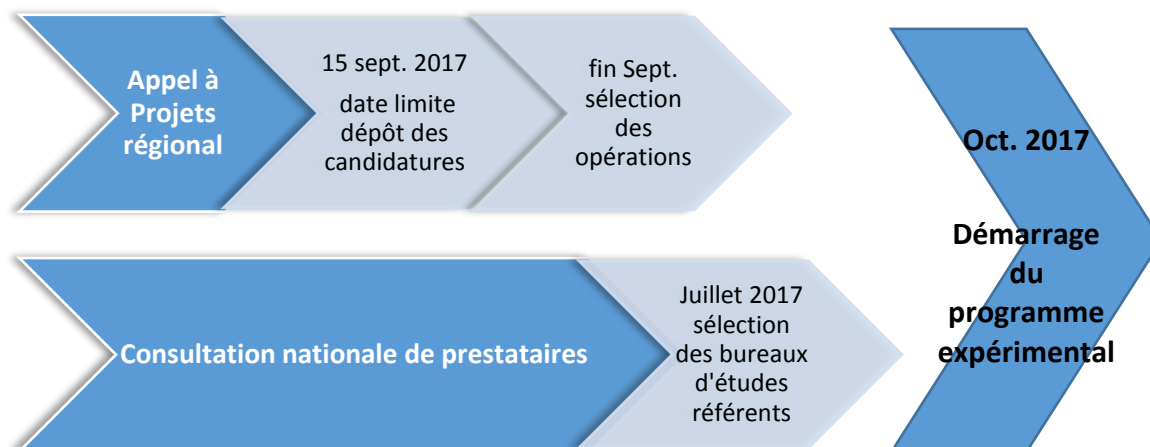 Appel à
Projets
régional
15 sept. 2017
date limite
dépôt des
candidatures
fin Sept.
sélection
des
opérations
Consultation nationale de prestataires
Juillet 2017
sélection
des bureaux
d'études
référents
Oct. 2017
Démarrage
du
programme
expérimental